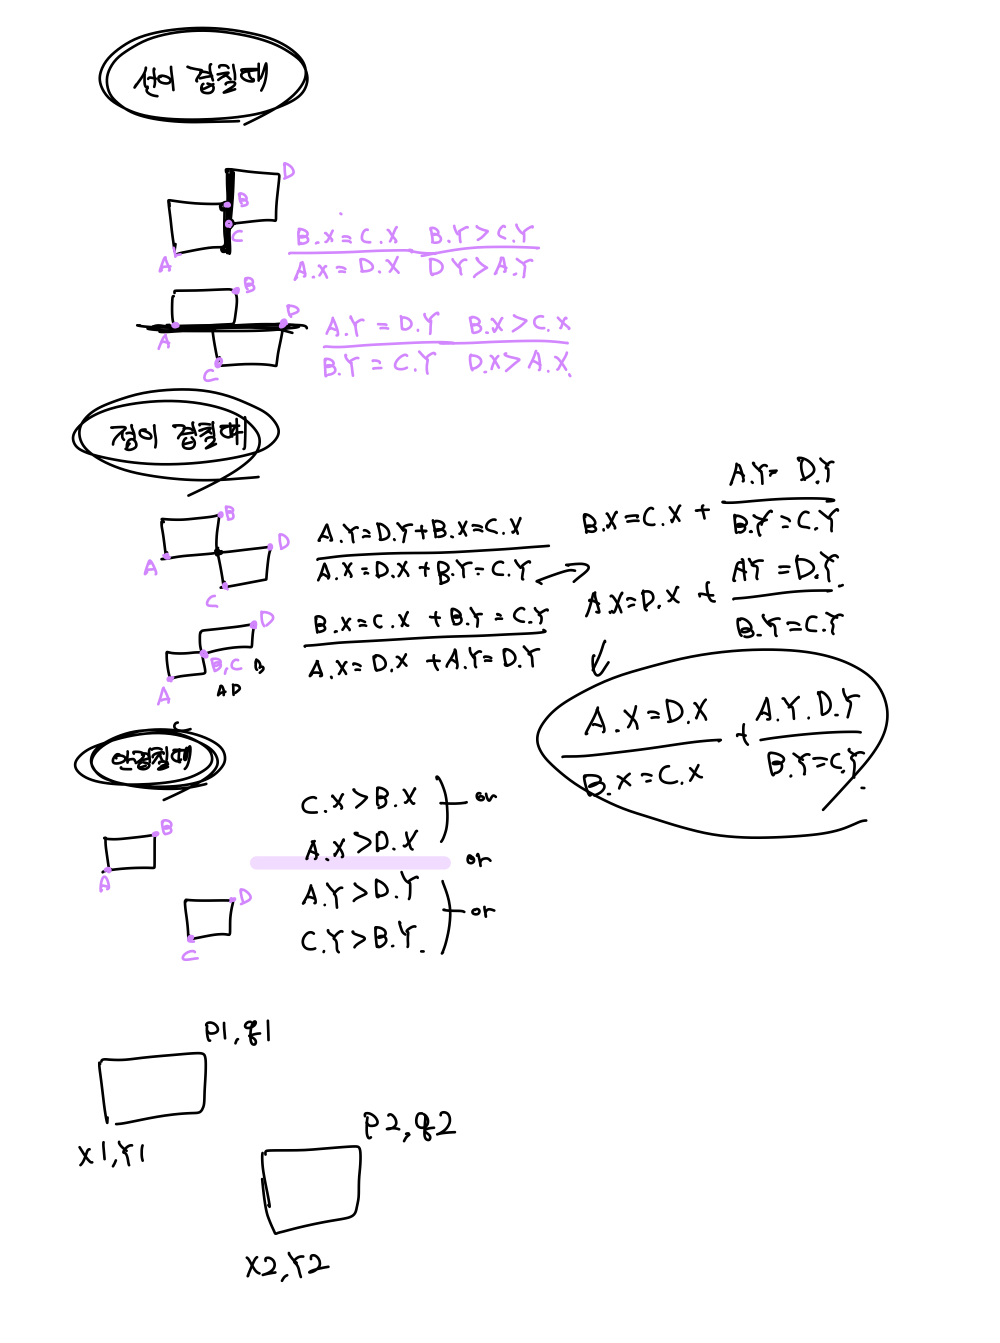 선이 겹칠때
D
B
C
A
B.X = C.X B.Y > C.Y
A.X = D.X D Y > A.Y
B
D
A
C
A.Y = D.Y B.X > C.X
B.Y = C.Y D.X > A.X.
점이 겹칠때
B
D
A
C
A.Y = D.Y + B.X = C.X
A.X = D.X + B.Y = C.Y
B.X = C.X + A.Y = D.Y
B.Y = C.Y
A.X = D.X + A Y = D.Y.
B.Y = C.Y
D
B, C B
A
A D
C
B.X = C.X + B.Y = C.Y
A.X = D.X + A.Y = D.Y
A.X = D.X + A.Y. D.Y
B.X = C.X B.Y = C.Y.
안겹칠때
B
A
D
C
C.X > B.X or
A.X > D.X
or
A.Y > D.Y or
C.Y > B.Y.
P1, q1
X1, Y1
P2, q2
X2, Y2